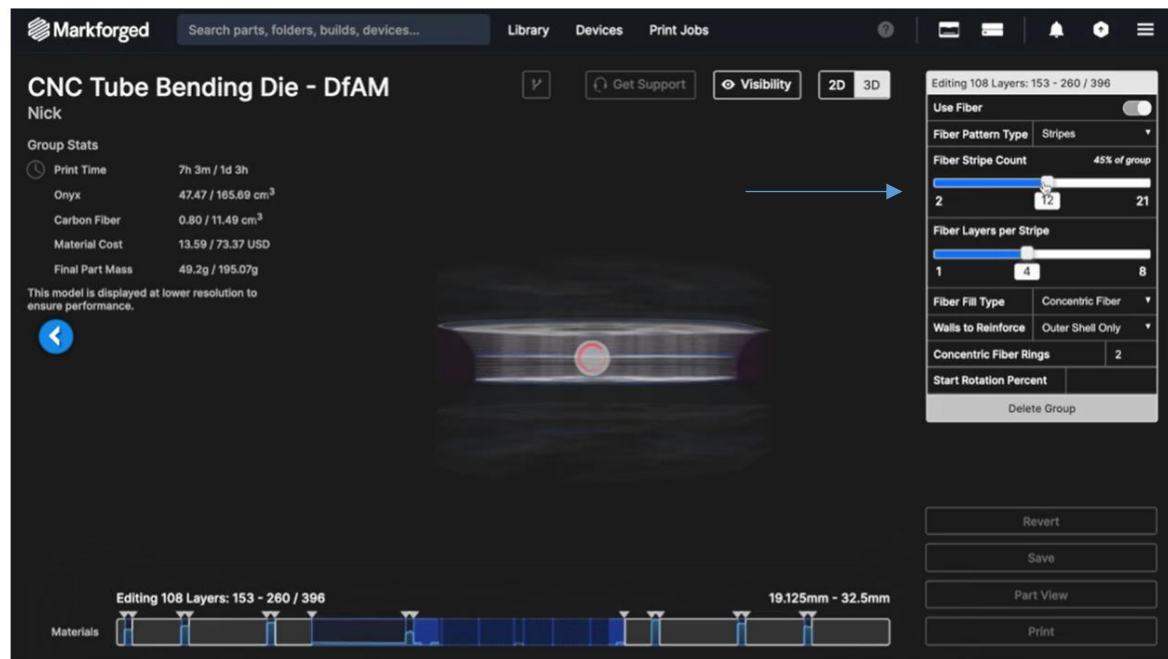 Markforged
Search parts, folders, builds, devices...
Library
Devices
Print Jobs
CNC Tube Bending Die - DfAM
Nick
Get Support
Visibility
2D
3D
Group Stats
Print Time 7h 3m / 1d 3h
Onyx 47.47 / 165.69 cm³
Carbon Fiber 0.80 / 11.49 cm³
Material Cost 13.59 / 73.37 USD
Final Part Mass 49.2g / 195.07g
This model is displayed at lower resolution to
ensure performance.
Editing 108 Layers: 153 - 260 / 396
Use Fiber
Fiber Pattern Type Stripes
Fiber Stripe Count 45% of group
2 12 21
Fiber Layers per Stripe
1 4 8
Fiber Fill Type Concentric Fiber
Walls to Reinforce Outer Shell Only
Concentric Fiber Rings 2
Start Rotation Percent
Delete Group
Revert
Save
Part View
Print
Editing 108 Layers: 153 - 260 / 396
19.125mm - 32.5mm
Materials